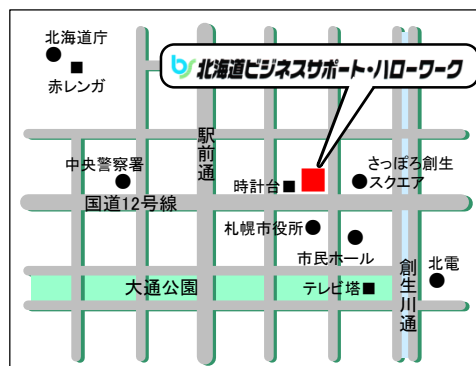 北海道庁
赤レンガ
bs 北海道ビジネスサポート・ハローワーク
駅前通
中央警察署
時計台
さっぽろ創生
スクエア
国道12号線
札幌市役所
市民ホール
大通公園
テレビ塔
創生川通
北電